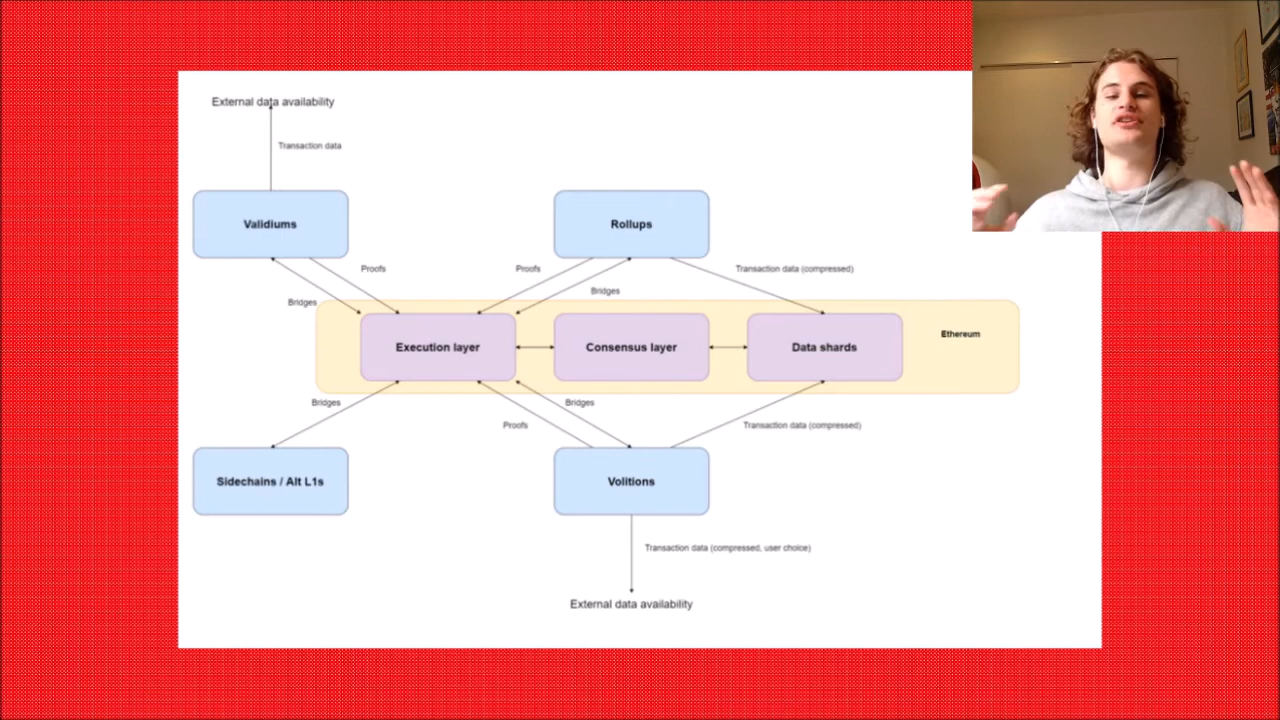 External data availability
Transaction data
Validiums
Rollups
Proofs
Proofs
Transaction data (compressed)
Bridges
Bridges
Execution layer
Consensus layer
Data shards
Ethereum
Bridges
Bridges
Proofs
Transaction data (compressed)
Sidechains / Alt L1s
Volitions
Transaction data (compressed, user choice)
External data availability